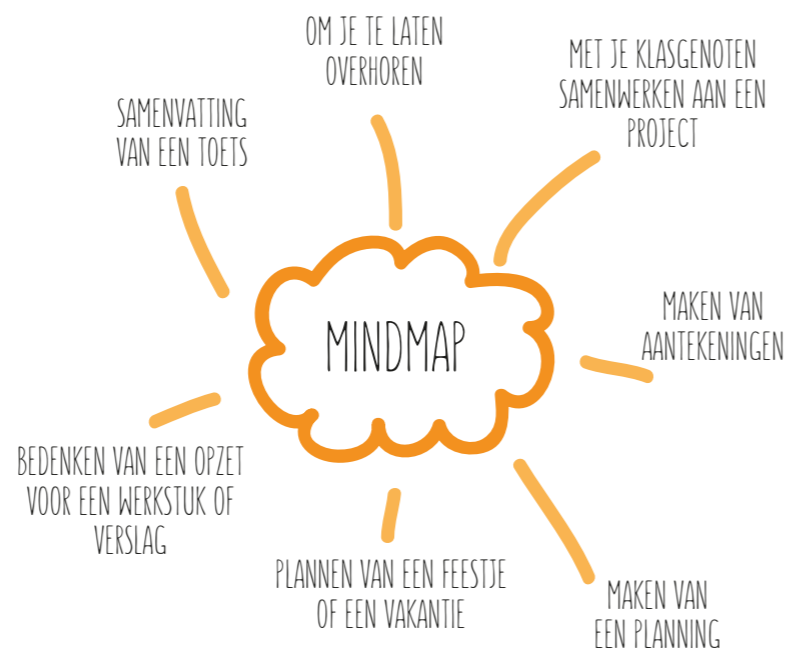 OM JE TE LATEN
OVERHOREN
MET JE KLASGENOTEN
SAMENWERKEN AAN EEN
PROJECT
SAMENVATTING
VAN EEN TOETS
MINDMAP
MAKEN VAN
AANTEKENINGEN
BEDENKEN VAN EEN OPZET
VOOR EEN WERKSTUK OF
VERSLAG
PLANNEN VAN EEN FEESTJE
OF EEN VAKANTIE
MAKEN VAN
EEN PLANNING